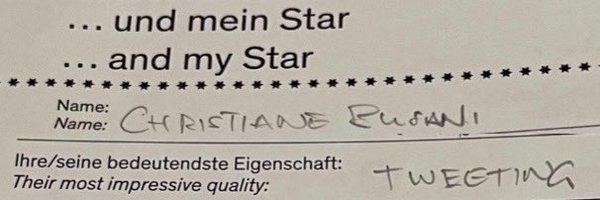 ... und mein Star
... and my Star
Name:
Name: CHRISTIANE
Ihre/seine bedeutendste Eigenschaft:
Their most impressive quality: TWEETING